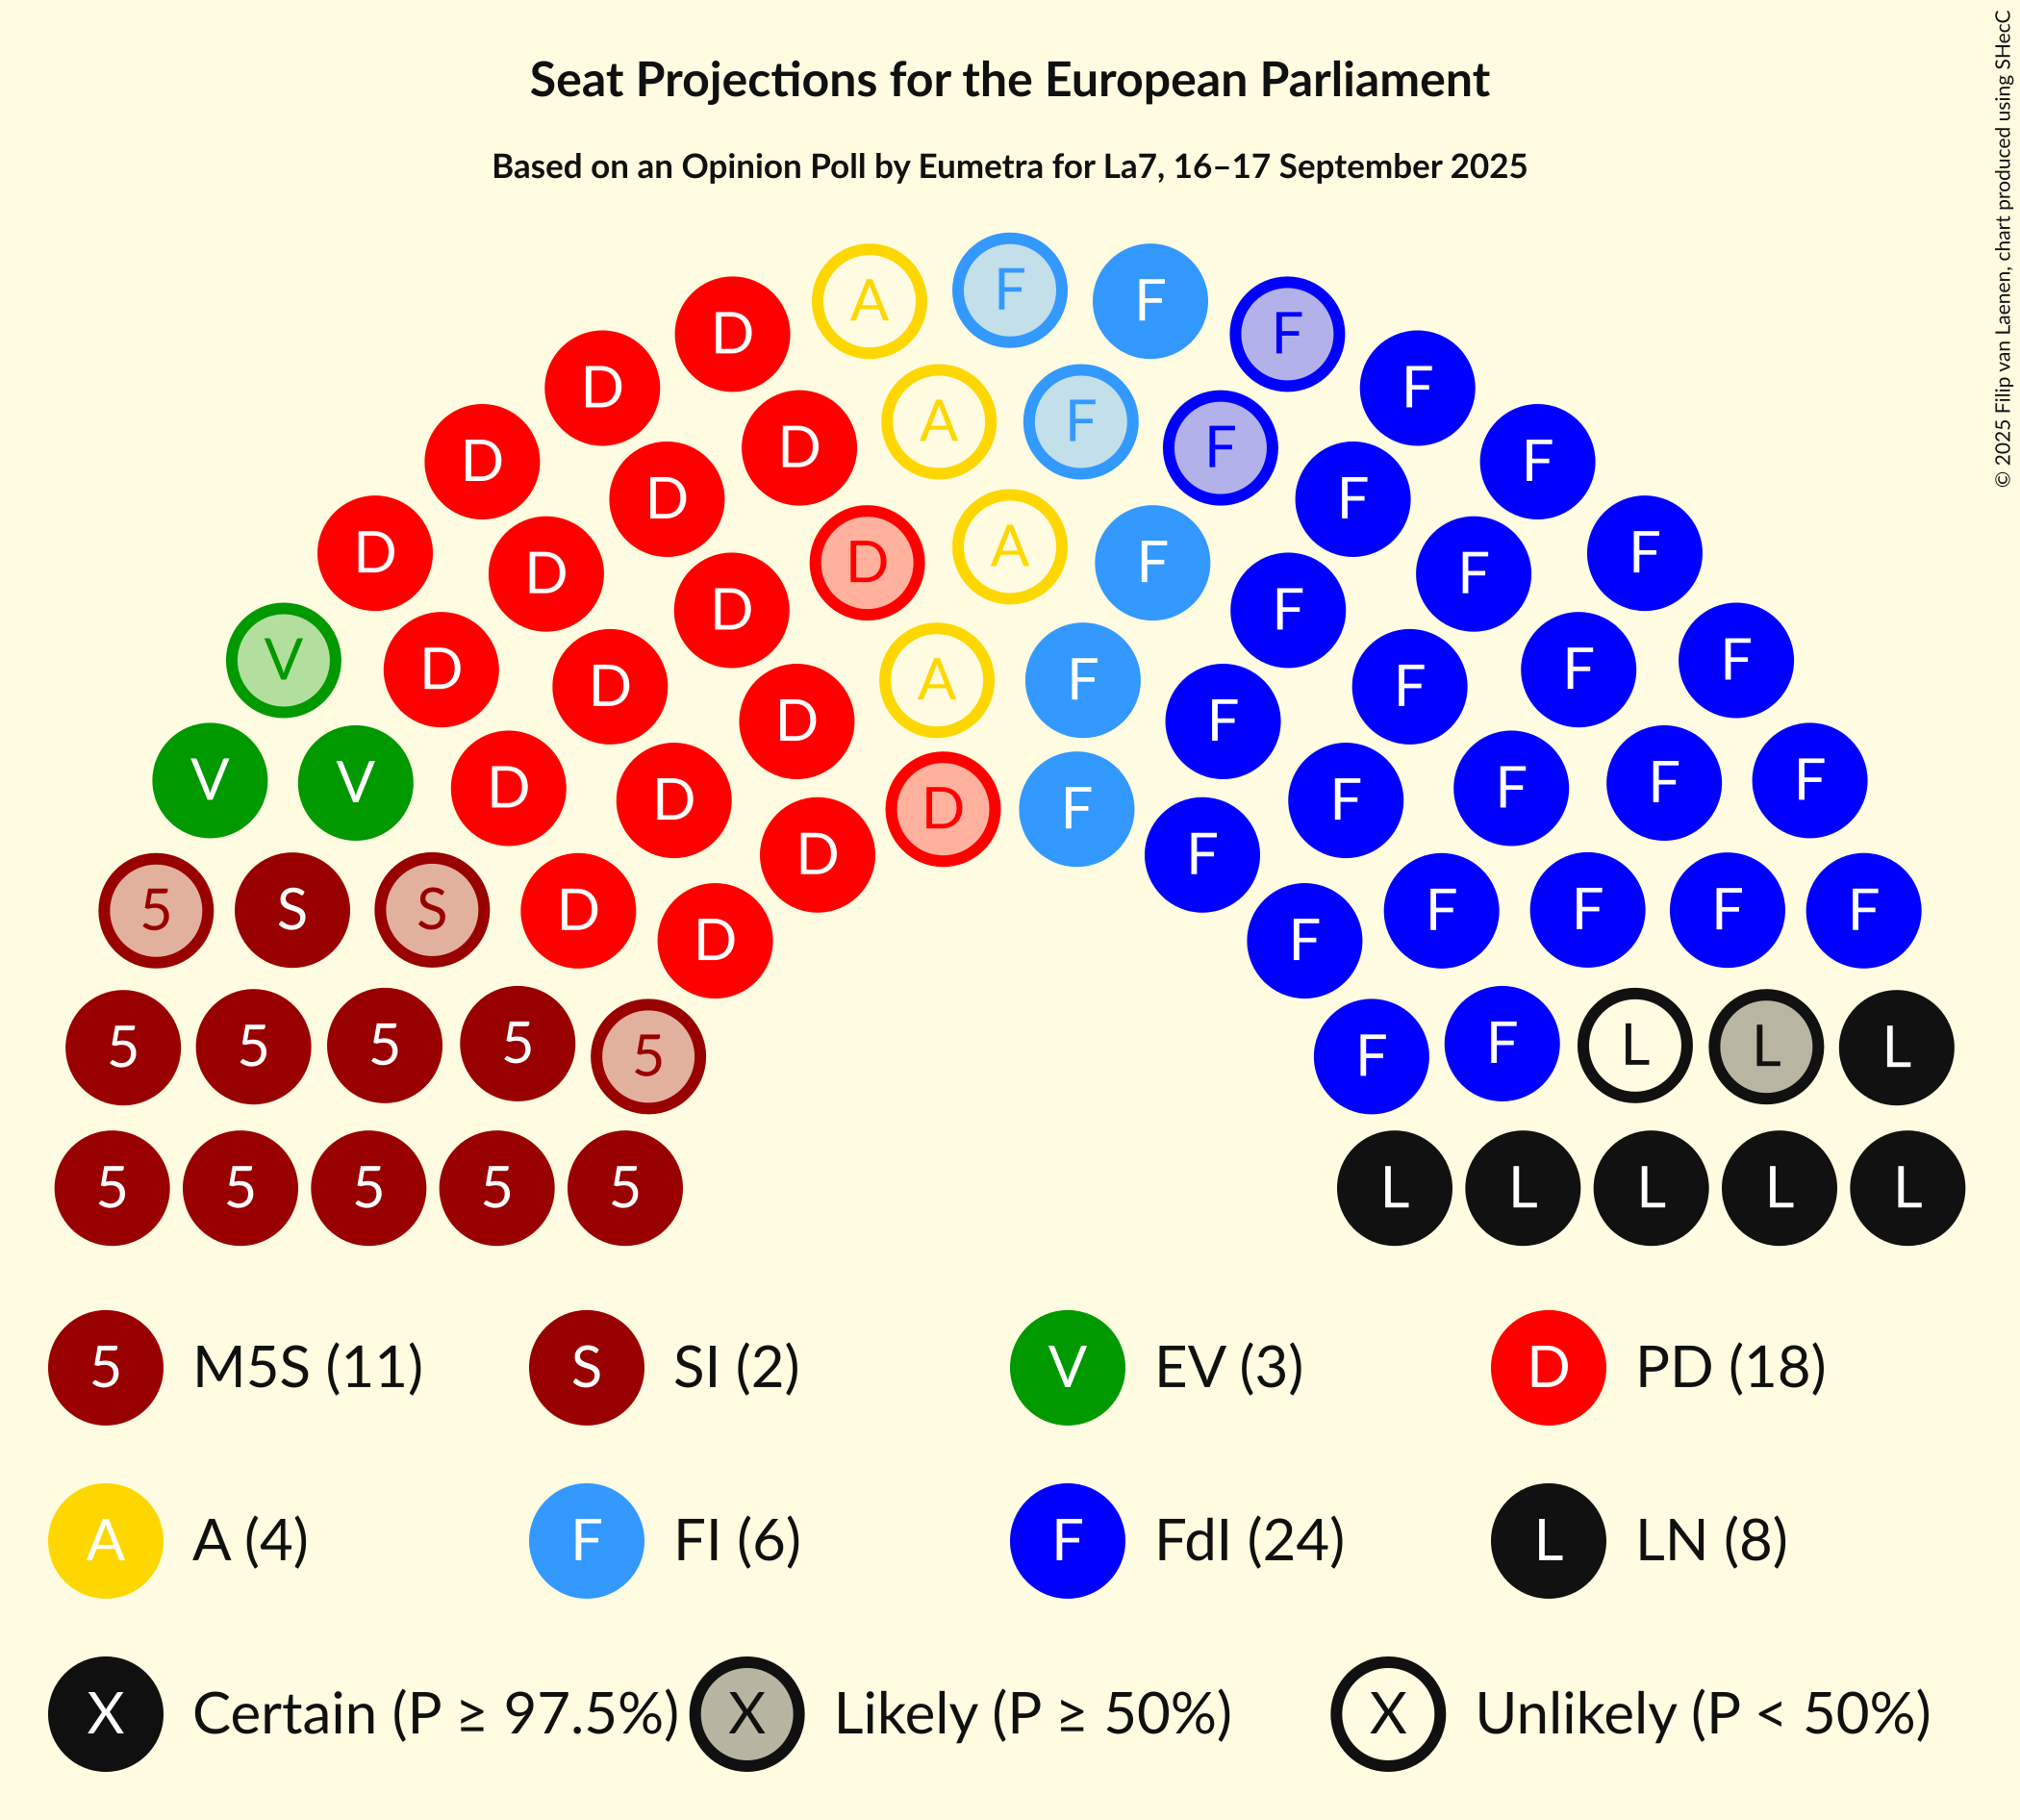 Seat Projections for the European Parliament
Based on an Opinion Poll by Eumetra for La7, 16–17 September 2025
© 2025 Filip van Laenen, chart produced using SHecC
A F F
D F
D A F F F
D D F
D D F F
D A F
D D D F F F
V D D A F F F F
D F
V V D D D F F F F F
D F
5 S S D F F F F
D F
5 5 5 5 5 F F L L L
5 5 5 5 5 L L L L L
5 M5S (11) S SI (2) V EV (3) D PD (18)
A A (4) F FI (6) F FdI (24) L LN (8)
X Certain (P ≥ 97.5%) X Likely (P ≥ 50%) X Unlikely (P < 50%)